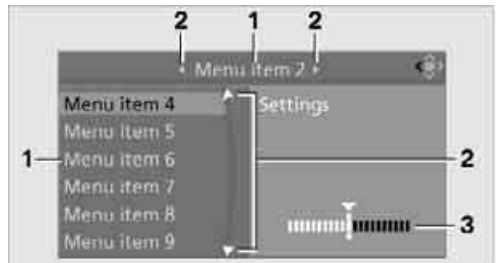 2 1 2
Menu item 2
Menu item 4
Settings
Menu item 5
1
Menu item 6
2
Menu item 7
Menu item 8
3
Menu item 9